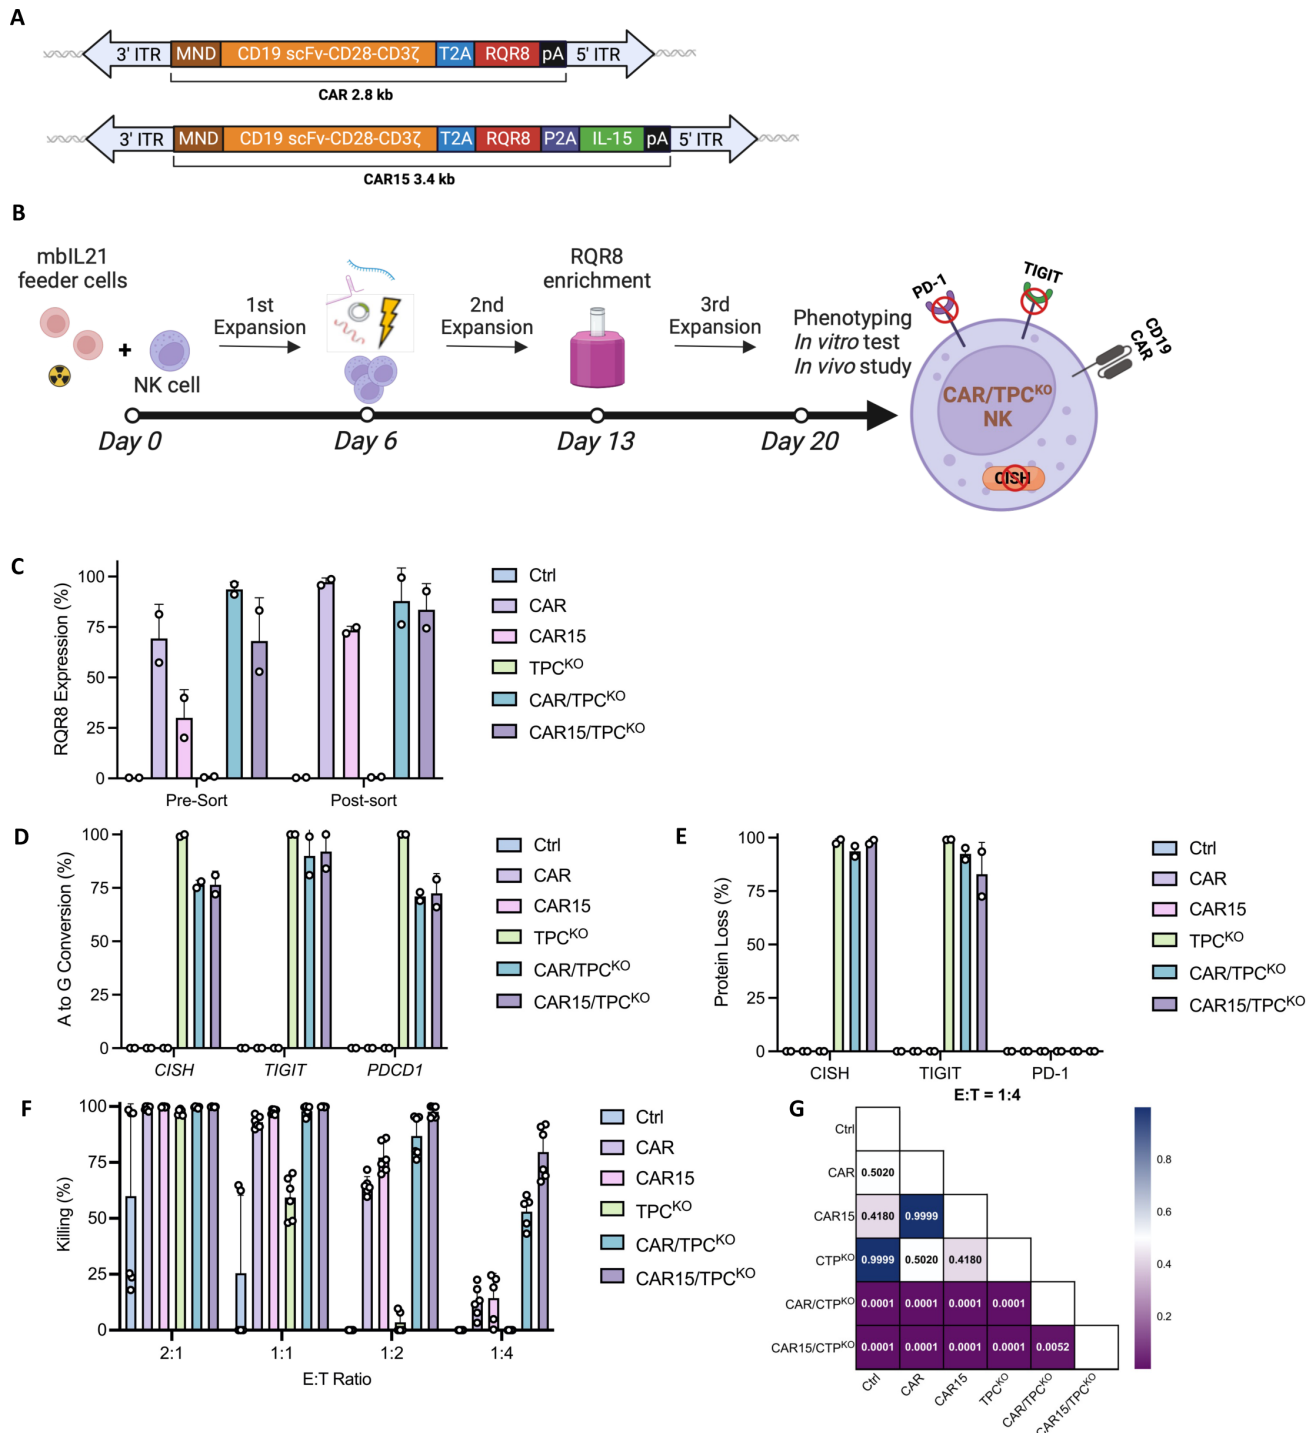 A
3' ITR MND CD19 scFv-CD28-CD3ζ T2A RQR8 pA 5' ITR
CAR 2.8 kb
3' ITR MND CD19 scFv-CD28-CD3ζ T2A RQR8 P2A IL-15 pA 5' ITR
CAR15 3.4 kb
B
mbIL21
feeder cells
+
NK cell
1st
Expansion
2nd
Expansion
RQR8
enrichment
3rd
Expansion
Phenotyping
In vitro test
In vivo study
Day 0
Day 6
Day 13
Day 20
PD-1
TIGIT
CD19
CAR
CAR/TPCKO
NK
CISH
C
RQR8 Expression (%)
100
75
50
25
0
Pre-Sort
Post-sort
Ctrl
CAR
CAR15
TPCKO
CAR/TPCKO
CAR15/TPCKO
D
A to G Conversion (%)
100
75
50
25
0
CISH
TIGIT
PDCD1
Ctrl
CAR
CAR15
TPCKO
CAR/TPCKO
CAR15/TPCKO
E
Protein Loss (%)
100
75
50
25
0
CISH
TIGIT
PD-1
Ctrl
CAR
CAR15
TPCKO
CAR/TPCKO
CAR15/TPCKO
F
Killing (%)
100
75
50
25
0
2:1
1:1
1:2
1:4
E:T Ratio
Ctrl
CAR
CAR15
TPCKO
CAR/TPCKO
CAR15/TPCKO
G
E:T = 1:4
Ctrl
CAR 0.5020
CAR15 0.4180 0.9999
CTPKO 0.9999 0.5020 0.4180
CAR/CTPKO 0.0001 0.0001 0.0001 0.0001
CAR15/CTPKO 0.0001 0.0001 0.0001 0.0001 0.0052
Ctrl
CAR
CAR15
TPCKO
CAR/TPCKO
CAR15/TPCKO
0.8
0.6
0.4
0.2